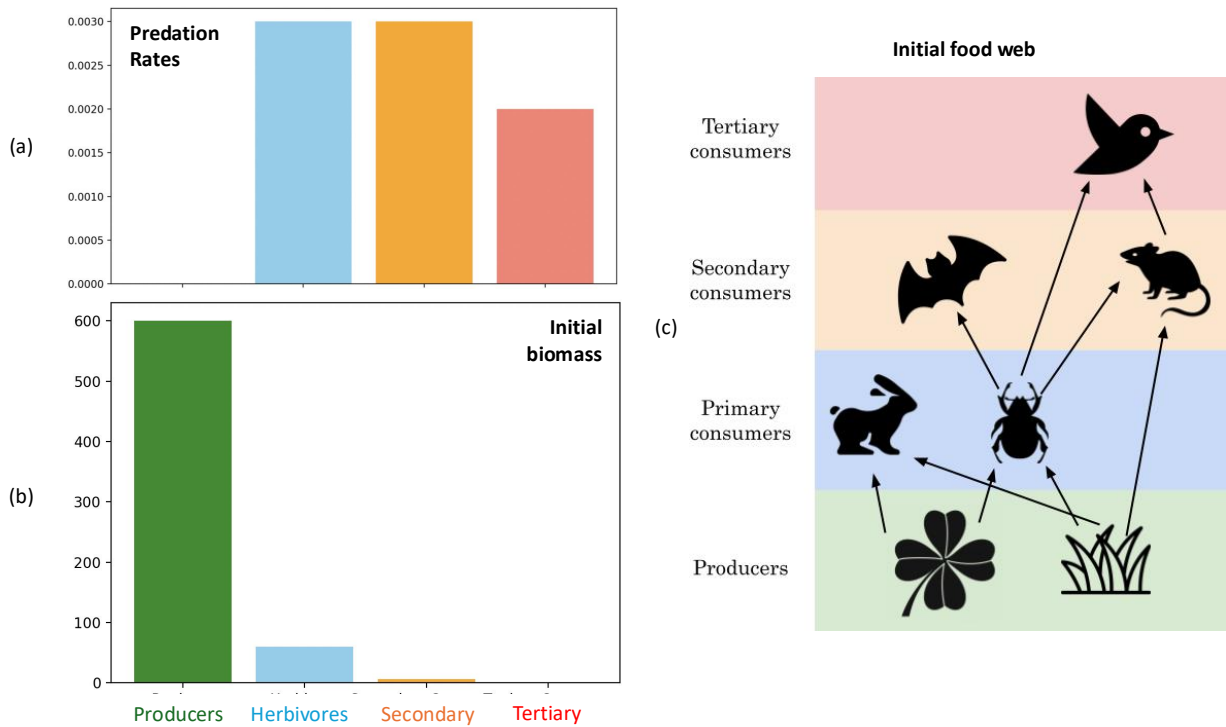 (a)
Predation
Rates
0.0030
0.0025
0.0020
0.0015
0.0010
0.0005
0.0000
(b)
Initial
biomass
600
500
400
300
200
100
0
Producers
Herbivores
Secondary
Tertiary
(c)
Initial food web
Tertiary
consumers
Secondary
consumers
Primary
consumers
Producers